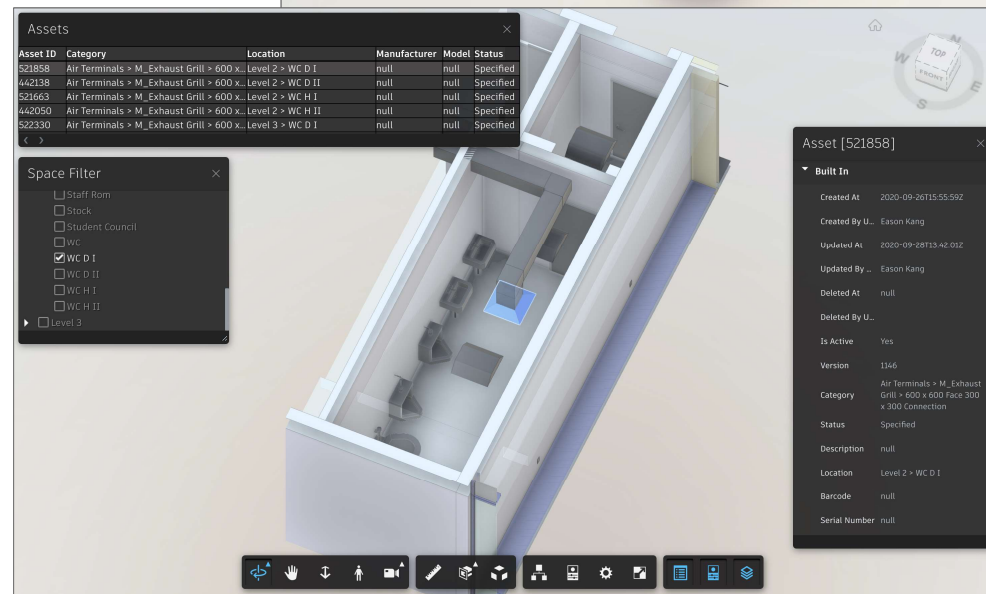 Assets
Asset ID Category Location Manufacturer Model Status
521858 Air Terminals > M_Exhaust Grill > 600 x... Level 2 > WC D I null null Specified
442138 Air Terminals > M_Exhaust Grill > 600 x... Level 2 > WC D II null null Specified
521663 Air Terminals > M_Exhaust Grill > 600 x... Level 2 > WC H I null null Specified
442050 Air Terminals > M_Exhaust Grill > 600 x... Level 2 > WC H II null null Specified
522330 Air Terminals > M_Exhaust Grill > 600 x... Level 3 > WC D I null null Specified
Space Filter
Staff Rom
Stock
Student Council
WC
WC D I
WC D II
WC H I
WC H II
Level 3
N
W
TOP
FRONT
E
S
Asset [521858]
Built In
Created At 2020-09-26T15:55:59Z
Created By U... Eason Kang
Updated At 2020-09-28T13:42:01Z
Updated By ... Eason Kang
Deleted At null
Deleted By U...
Is Active Yes
Version 1146
Category Air Terminals > M_Exhaust
Grill > 600 x 600 Face 300
x 300 Connection
Status Specified
Description null
Location Level 2 > WC D I
Barcode null
Serial Number null